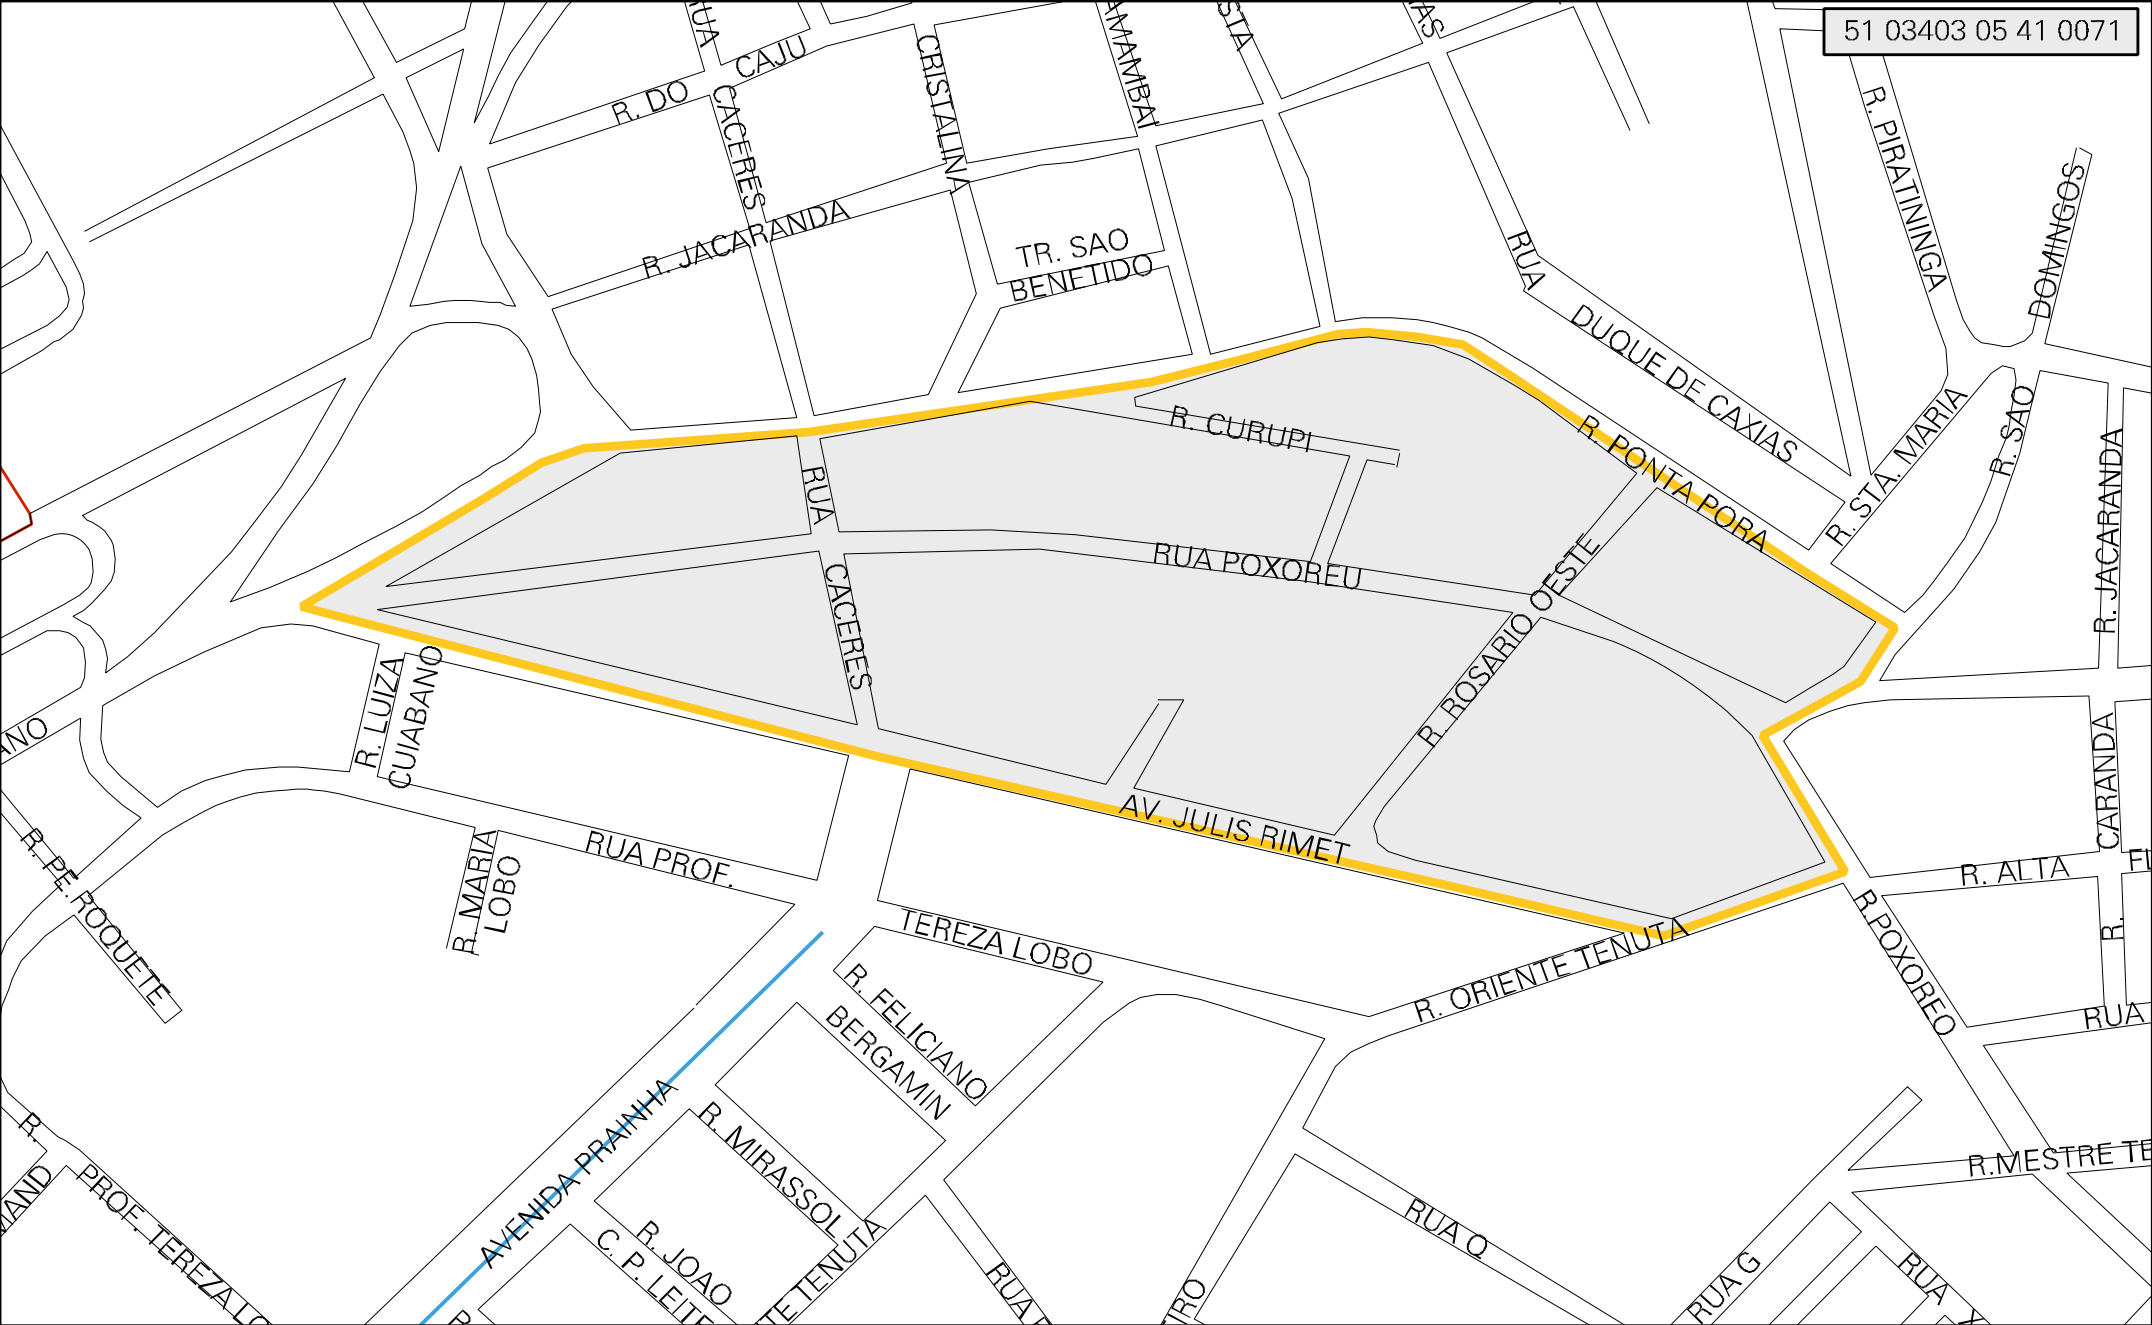 51 03403 05 41 0071
RUA
CACERES
R. DO CAJU
CRISTALINA
AMAMBAI
R. JACARANDA
TR. SAO
BENETIDO
RUA
DUQUE DE CAXIAS
R. PIRATININGA
R. SAO
DOMINGOS
R. STA. MARIA
R. JACARANDA
R. CURUPI
R. PONTA PORA
RUA
CACERES
RUA POXOREU
R. ROSARIO OESTE
AV. JULIS RIMET
R. LUIZA
CUIABANO
CARANDA
R. ALTA
R.
RUA PROF.
TEREZA LOBO
R. MARIA
LOBO
R. PE. ROQUETE
R. ORIENTE TENUTA
R.POXOREO
RUA
R. FELICIANO
BERGAMIN
R.MESTRE TE
AVENIDA PRAINHA
R. MIRASSOL
R. JOAO
C. P. LEITE
TE TENUTA
R.
PROF. TEREZA LO
RUA Q
RUA G
RUA X
RUA